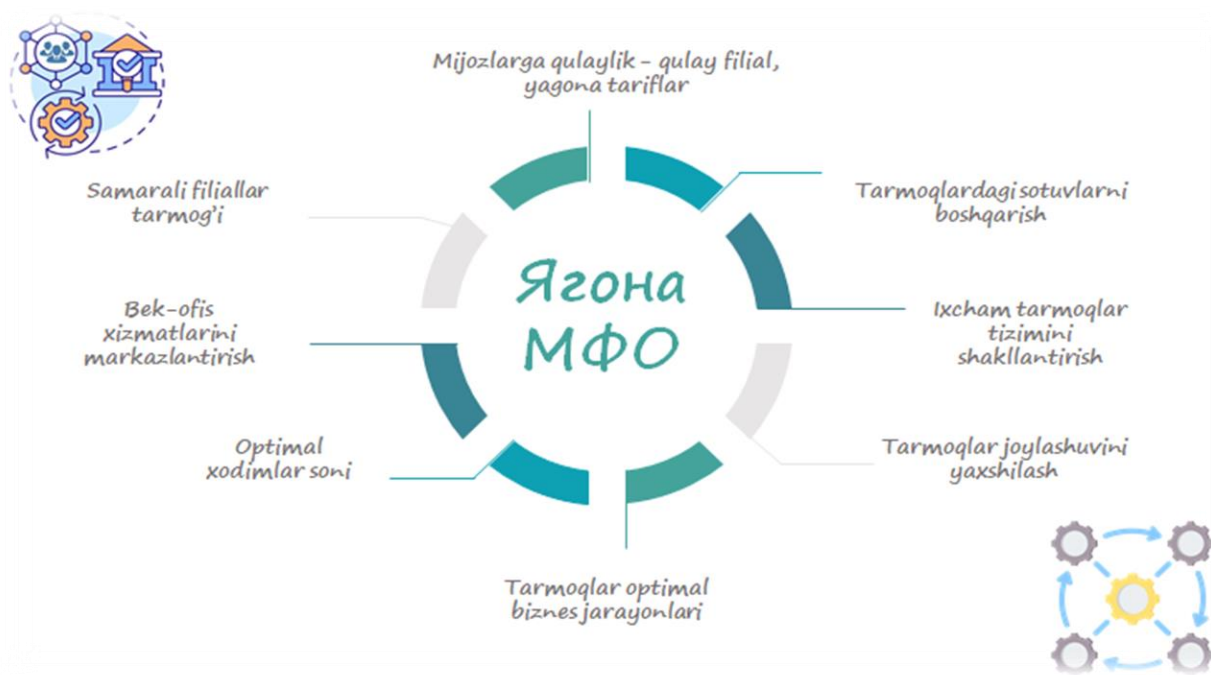 Mijozlarga qulaylik – qulay filial,
yagona tariflar
Samarali filiallar
tarmog'i
Tarmoqlardagi sotuvlarni
boshqarish
Ягона
МФО
Bek-ofis
xizmatlarini
markazlantirish
Ixcham tarmoqlar
tizimini
shakllantirish
Optimal
xodimlar soni
Tarmoqlar joylashuvini
yaxshilash
Tarmoqlar optimal
biznes jarayonlari